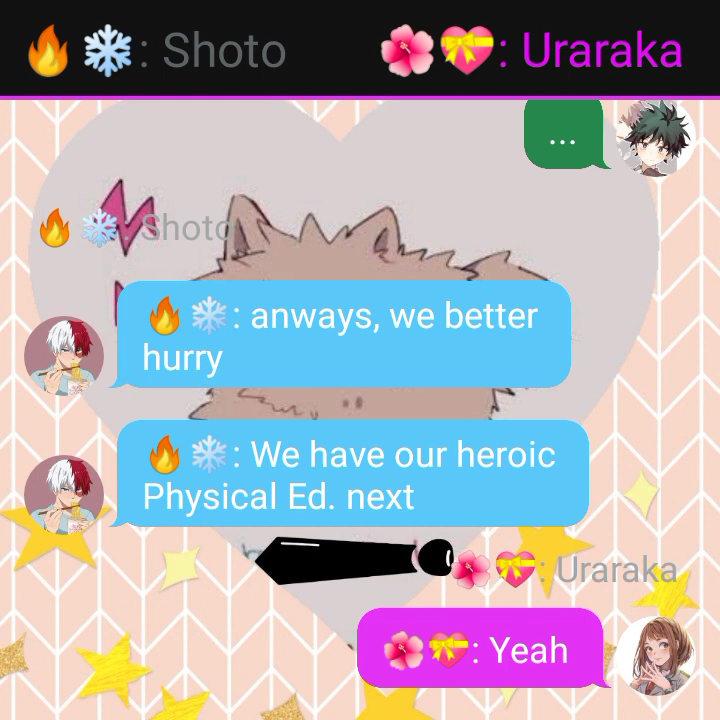 🔥❄️: Shoto 🌺💝: Uraraka
...
🔥❄️: Shoto
🔥❄️: anways, we better
hurry
🔥❄️: We have our heroic
Physical Ed. next
🌺💝: Uraraka
🌺💝: Yeah